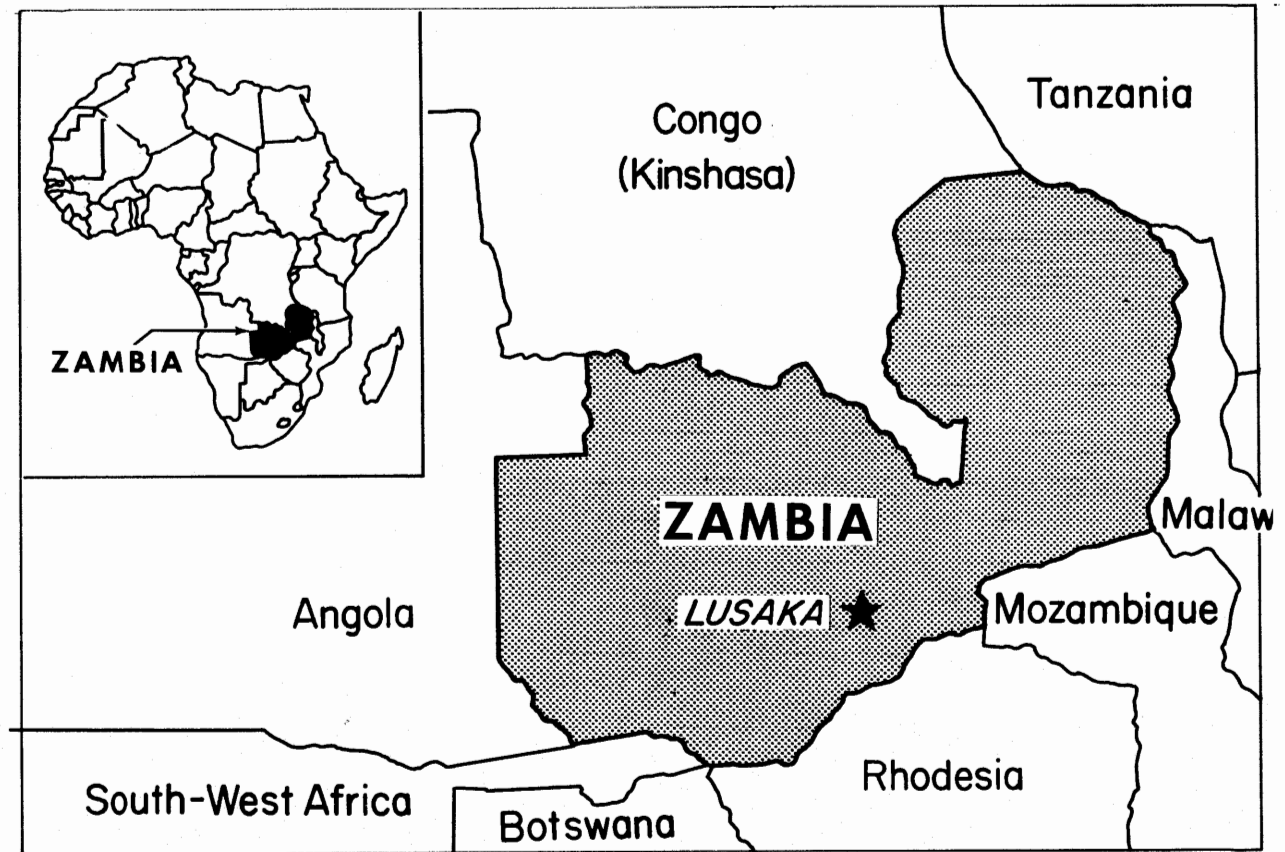 Tanzania
Congo
(Kinshasa)
ZAMBIA
ZAMBIA
Malaw
LUSAKA
Angola
Mozambique
Rhodesia
South-West Africa
Botswana